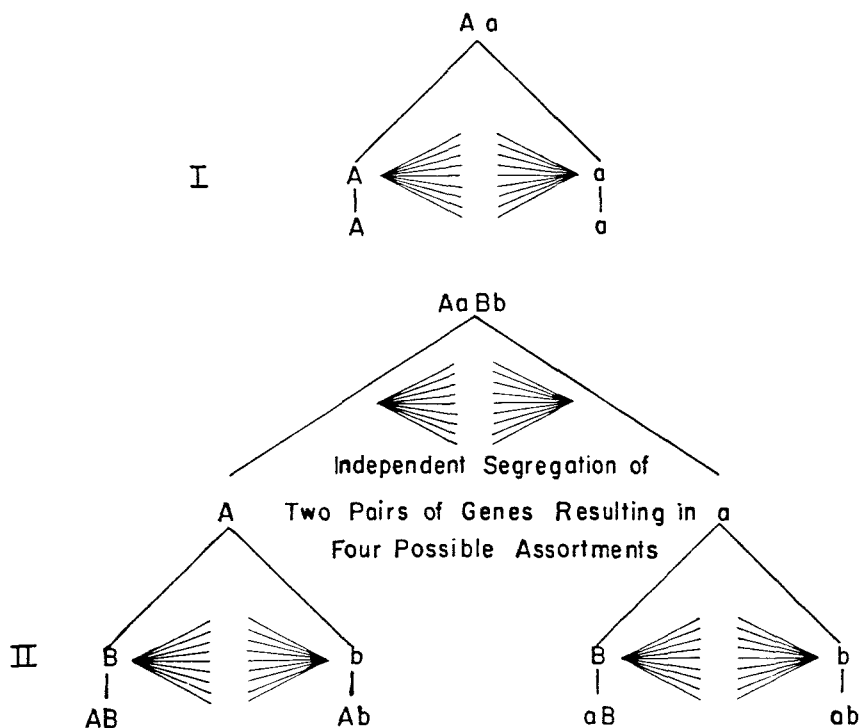 A a
I
A a
A a
Aa Bb
Independent Segregation of
A Two Pairs of Genes Resulting in a
Four Possible Assortments
II
B b B b
AB Ab aB ab